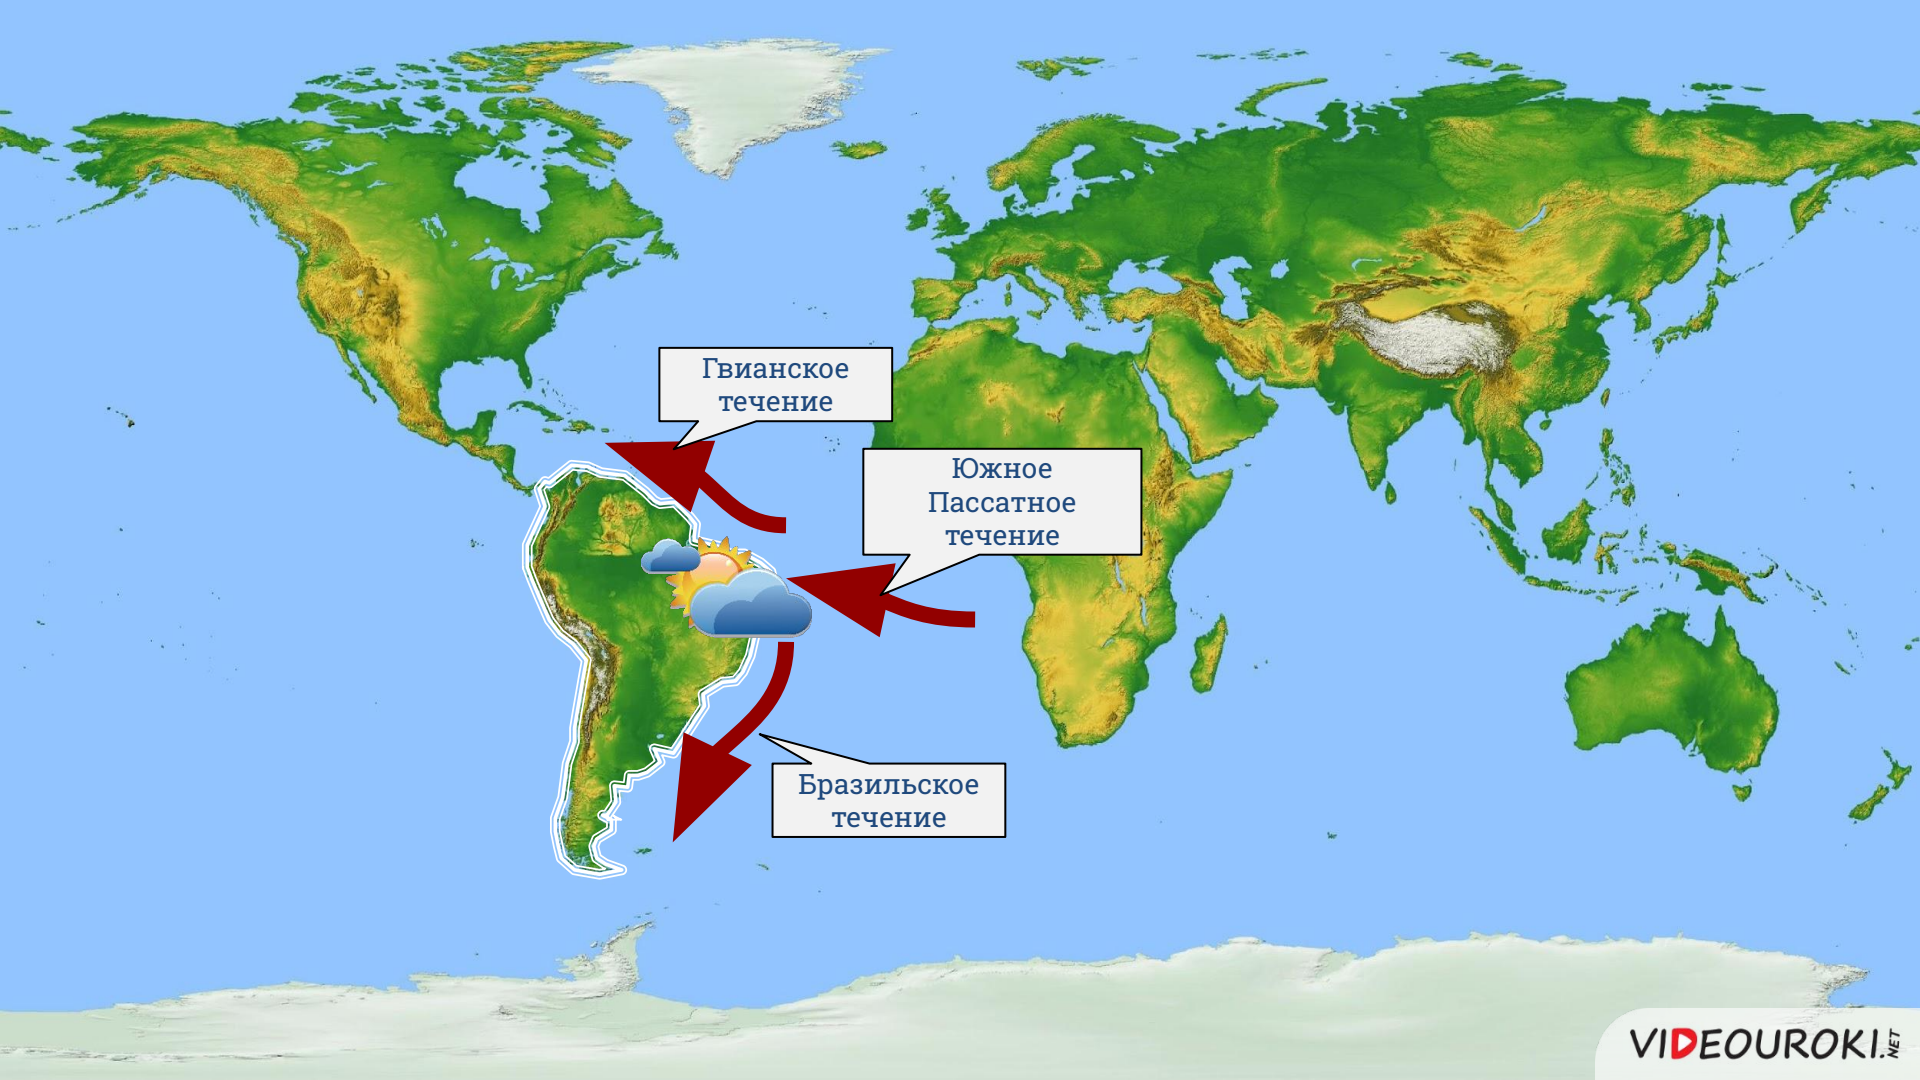 Гвианское
течение
Южное
Пассатное
течение
Бразильское
течение
VIDEOUROKI.NET